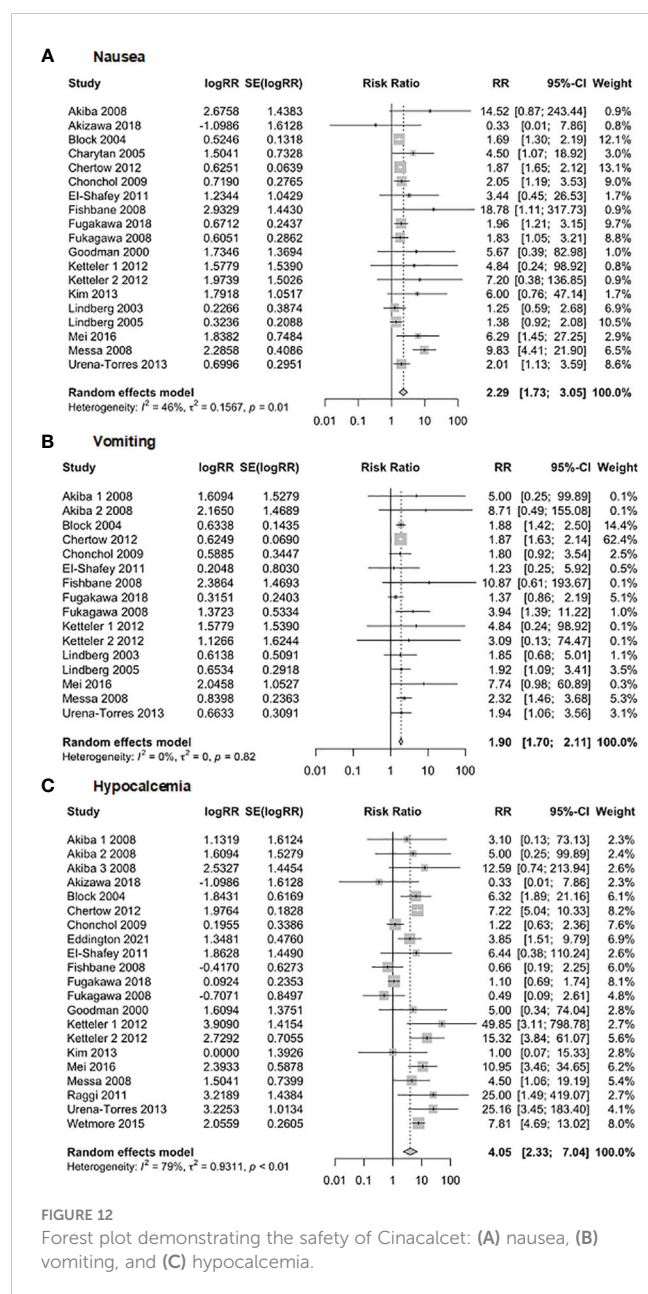 A Nausea
Study logRR SE(logRR) Risk Ratio RR 95%-CI Weight
Akiba 2008 2.6758 1.4383 14.52 [0.87; 243.44] 0.9%
Akizawa 2018 -1.0986 1.6128 0.33 [0.01; 7.86] 0.8%
Block 2004 0.5246 0.1318 1.69 [1.30; 2.19] 12.1%
Charytan 2005 1.5041 0.7328 4.50 [1.07; 18.92] 3.0%
Chertow 2012 0.6251 0.0639 1.87 [1.65; 2.12] 13.1%
Chonchol 2009 0.7190 0.2765 2.05 [1.19; 3.53] 9.0%
El-Shafey 2011 1.2344 1.0429 3.44 [0.45; 26.53] 1.6%
Fishbane 2008 2.9329 1.4430 18.78 [1.11; 317.73] 0.9%
Fugakawa 2018 0.6712 0.2437 1.96 [1.21; 3.15] 9.7%
Fukagawa 2008 0.6051 0.2862 1.83 [1.05; 3.21] 8.8%
Goodman 2000 1.7346 1.3694 5.67 [0.39; 82.98] 1.0%
Ketteler 1 2012 1.5779 1.5390 4.84 [0.24; 98.92] 0.8%
Ketteler 2 2012 1.9739 1.5026 7.20 [0.38; 136.85] 0.8%
Kim 2013 1.7918 1.0517 6.00 [0.76; 47.14] 1.7%
Lindberg 2003 0.2266 0.3874 1.25 [0.59; 2.68] 6.9%
Lindberg 2005 0.3236 0.2088 1.38 [0.92; 2.08] 10.5%
Mei 2016 1.8382 0.7484 6.29 [1.45; 27.25] 2.9%
Messa 2008 2.2858 0.4086 9.83 [4.41; 21.90] 6.5%
Urena-Torres 2013 0.6996 0.2951 2.01 [1.13; 3.59] 8.6%
Random effects model 2.29 [1.73; 3.05] 100.0%
Heterogeneity: I² = 46%, τ² = 0.1567, p = 0.01
0.01 0.1 1 10 100
B Vomiting
Study logRR SE(logRR) Risk Ratio RR 95%-CI Weight
Akiba 1 2008 1.6094 1.5279 5.00 [0.25; 99.89] 0.1%
Akiba 2 2008 2.1650 1.4689 8.71 [0.49; 155.08] 0.1%
Block 2004 0.6338 0.1435 1.88 [1.42; 2.50] 14.4%
Chertow 2012 0.6249 0.0690 1.87 [1.63; 2.14] 62.4%
Chonchol 2009 0.5885 0.3447 1.80 [0.92; 3.54] 2.5%
El-Shafey 2011 0.2048 0.8030 1.23 [0.25; 5.92] 0.5%
Fishbane 2008 2.3864 1.4693 10.87 [0.61; 193.67] 0.1%
Fugakawa 2018 0.3151 0.2403 1.37 [0.86; 2.19] 5.1%
Fukagawa 2008 1.3723 0.5334 3.94 [1.39; 11.22] 1.0%
Ketteler 1 2012 1.5779 1.5390 4.84 [0.24; 98.92] 0.1%
Ketteler 2 2012 1.1266 1.6244 3.09 [0.13; 74.47] 0.1%
Lindberg 2003 0.6138 0.5091 1.85 [0.68; 5.01] 1.1%
Lindberg 2005 0.6534 0.2918 1.92 [1.09; 3.41] 3.5%
Mei 2016 2.0458 1.0527 7.74 [0.98; 60.89] 0.3%
Messa 2008 0.8398 0.2363 2.32 [1.46; 3.68] 5.3%
Urena-Torres 2013 0.6633 0.3091 1.94 [1.06; 3.56] 3.1%
Random effects model 1.90 [1.70; 2.11] 100.0%
Heterogeneity: I² = 0%, τ² = 0, p = 0.82
0.01 0.1 1 10 100
C Hypocalcemia
Study logRR SE(logRR) Risk Ratio RR 95%-CI Weight
Akiba 1 2008 1.1319 1.6124 3.10 [0.13; 73.13] 2.3%
Akiba 2 2008 1.6094 1.5279 5.00 [0.25; 99.89] 2.4%
Akiba 3 2008 2.5327 1.4454 12.59 [0.74; 213.94] 2.6%
Akizawa 2018 -1.0986 1.6128 0.33 [0.01; 7.86] 2.3%
Block 2004 1.8431 0.6169 6.32 [1.89; 21.16] 6.1%
Chertow 2012 1.9764 0.1828 7.22 [5.04; 10.33] 8.2%
Chonchol 2009 0.1955 0.3386 1.22 [0.63; 2.36] 7.6%
Eddington 2021 1.3481 0.4760 3.85 [1.51; 9.79] 6.9%
El-Shafey 2011 1.8628 1.4490 6.44 [0.38; 110.24] 2.6%
Fishbane 2008 -0.4170 0.6273 0.66 [0.19; 2.25] 6.0%
Fugakawa 2018 0.0924 0.2353 1.10 [0.69; 1.74] 8.1%
Fukagawa 2008 -0.7071 0.8497 0.49 [0.09; 2.61] 4.8%
Goodman 2000 1.6094 1.3751 5.00 [0.34; 74.04] 2.8%
Ketteler 1 2012 3.9090 1.4154 49.85 [3.11; 798.78] 2.7%
Ketteler 2 2012 2.7292 0.7055 15.32 [3.84; 61.07] 5.6%
Kim 2013 0.0000 1.3926 1.00 [0.07; 15.33] 2.8%
Mei 2016 2.3933 0.5878 10.95 [3.46; 34.65] 6.2%
Messa 2008 1.5041 0.7399 4.50 [1.06; 19.19] 5.4%
Raggi 2011 3.2189 1.4384 25.00 [1.49; 419.07] 2.7%
Urena-Torres 2013 3.2253 1.0134 25.16 [3.45; 183.40] 4.1%
Wetmore 2015 2.0559 0.2605 7.81 [4.69; 13.02] 8.0%
Random effects model 4.05 [2.33; 7.04] 100.0%
Heterogeneity: I² = 79%, τ² = 0.9311, p < 0.01
0.01 0.1 1 10 100
FIGURE 12
Forest plot demonstrating the safety of Cinacalcet: (A) nausea, (B)
vomiting, and (C) hypocalcemia.